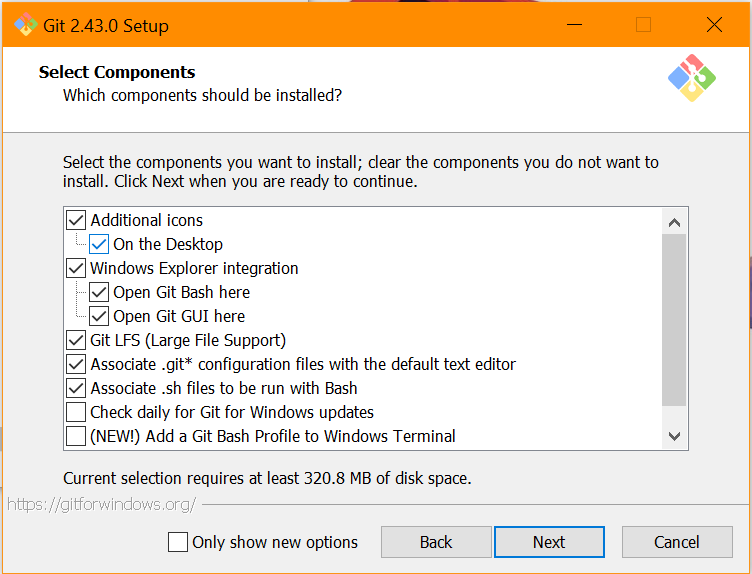 Git 2.43.0 Setup
Select Components
Which components should be installed?
Select the components you want to install; clear the components you do not want to
install. Click Next when you are ready to continue.
Additional icons
On the Desktop
Windows Explorer integration
Open Git Bash here
Open Git GUI here
Git LFS (Large File Support)
Associate .git* configuration files with the default text editor
Associate .sh files to be run with Bash
Check daily for Git for Windows updates
(NEW!) Add a Git Bash Profile to Windows Terminal
Current selection requires at least 320.8 MB of disk space.
https://gitforwindows.org/
Only show new options
Back
Next
Cancel